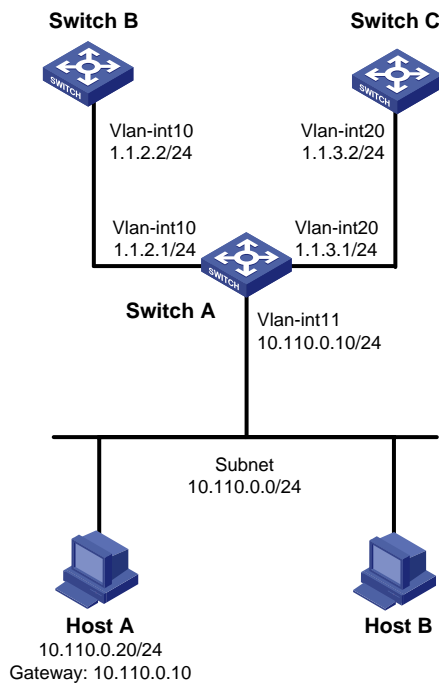 Switch B
Switch C
SWITCH
SWITCH
Vlan-int10
1.1.2.2/24
Vlan-int20
1.1.3.2/24
Vlan-int10
1.1.2.1/24
Vlan-int20
1.1.3.1/24
SWITCH
Switch A
Vlan-int11
10.110.0.10/24
Subnet
10.110.0.0/24
Host A
10.110.0.20/24
Gateway: 10.110.0.10
Host B